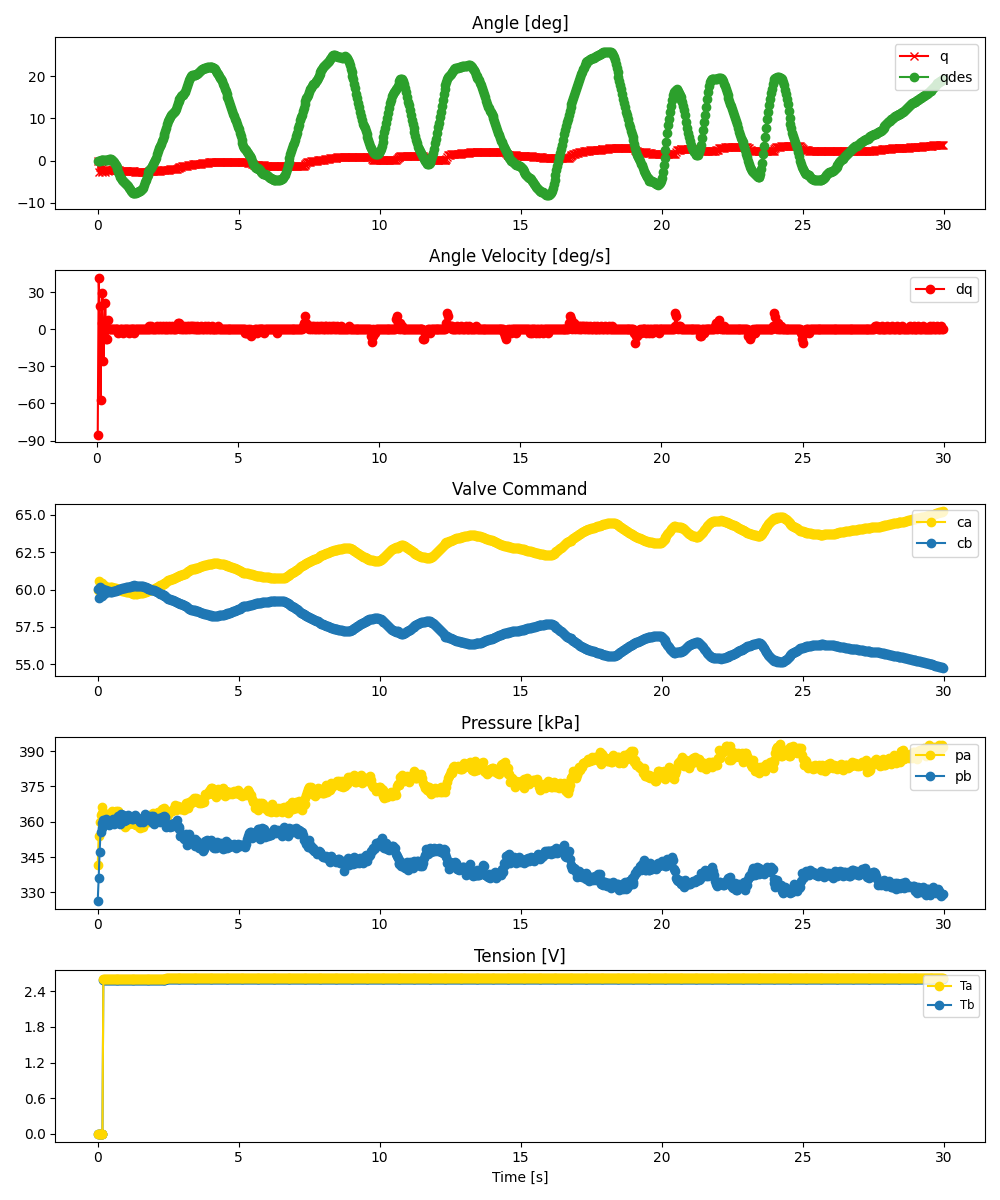 Angle [deg]
20
10
0
−10
q
qdes
0 5 10 15 20 25 30
Angle Velocity [deg/s]
30
0
−30
−60
−90
dq
0 5 10 15 20 25 30
Valve Command
65.0
62.5
60.0
57.5
55.0
ca
cb
0 5 10 15 20 25 30
Pressure [kPa]
390
375
360
345
330
pa
pb
0 5 10 15 20 25 30
Tension [V]
2.4
1.8
1.2
0.6
0.0
Ta
Tb
0 5 10 15 20 25 30
Time [s]